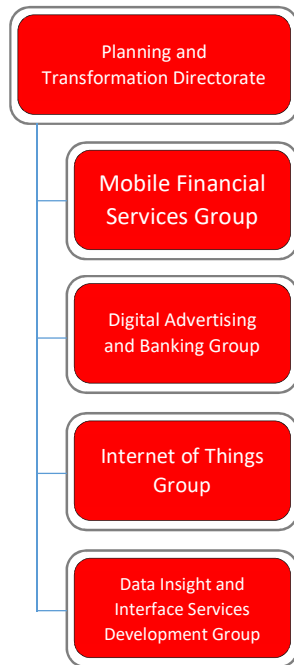 Planning and
Transformation Directorate
Mobile Financial
Services Group
Digital Advertising
and Banking Group
Internet of Things
Group
Data Insight and
Interface Services
Development Group